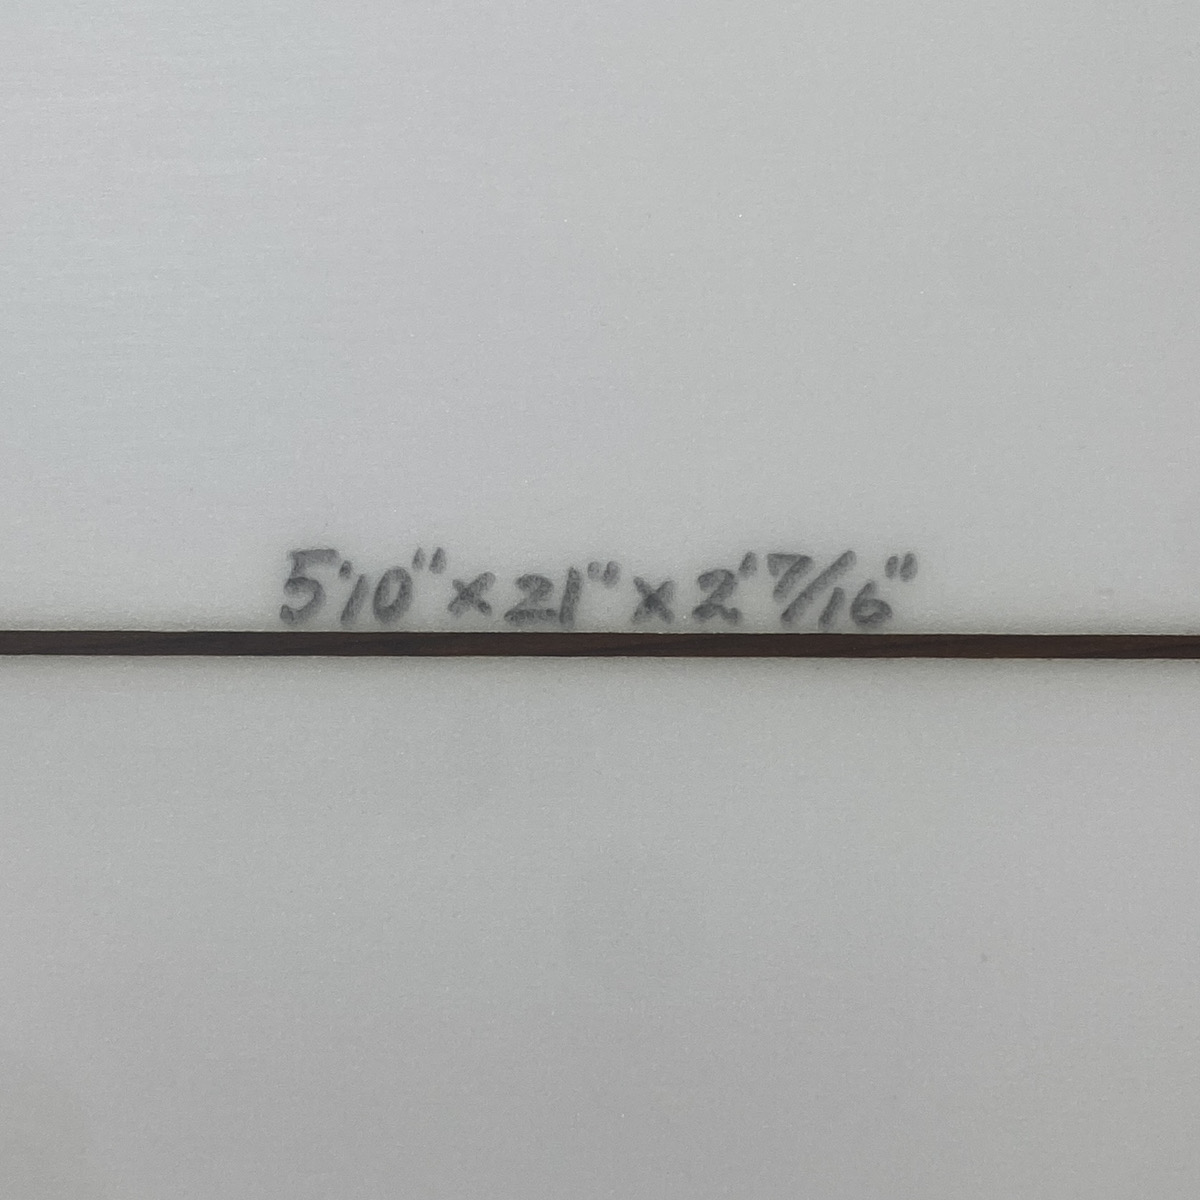 5'10" x 21" x 2' 7/16"